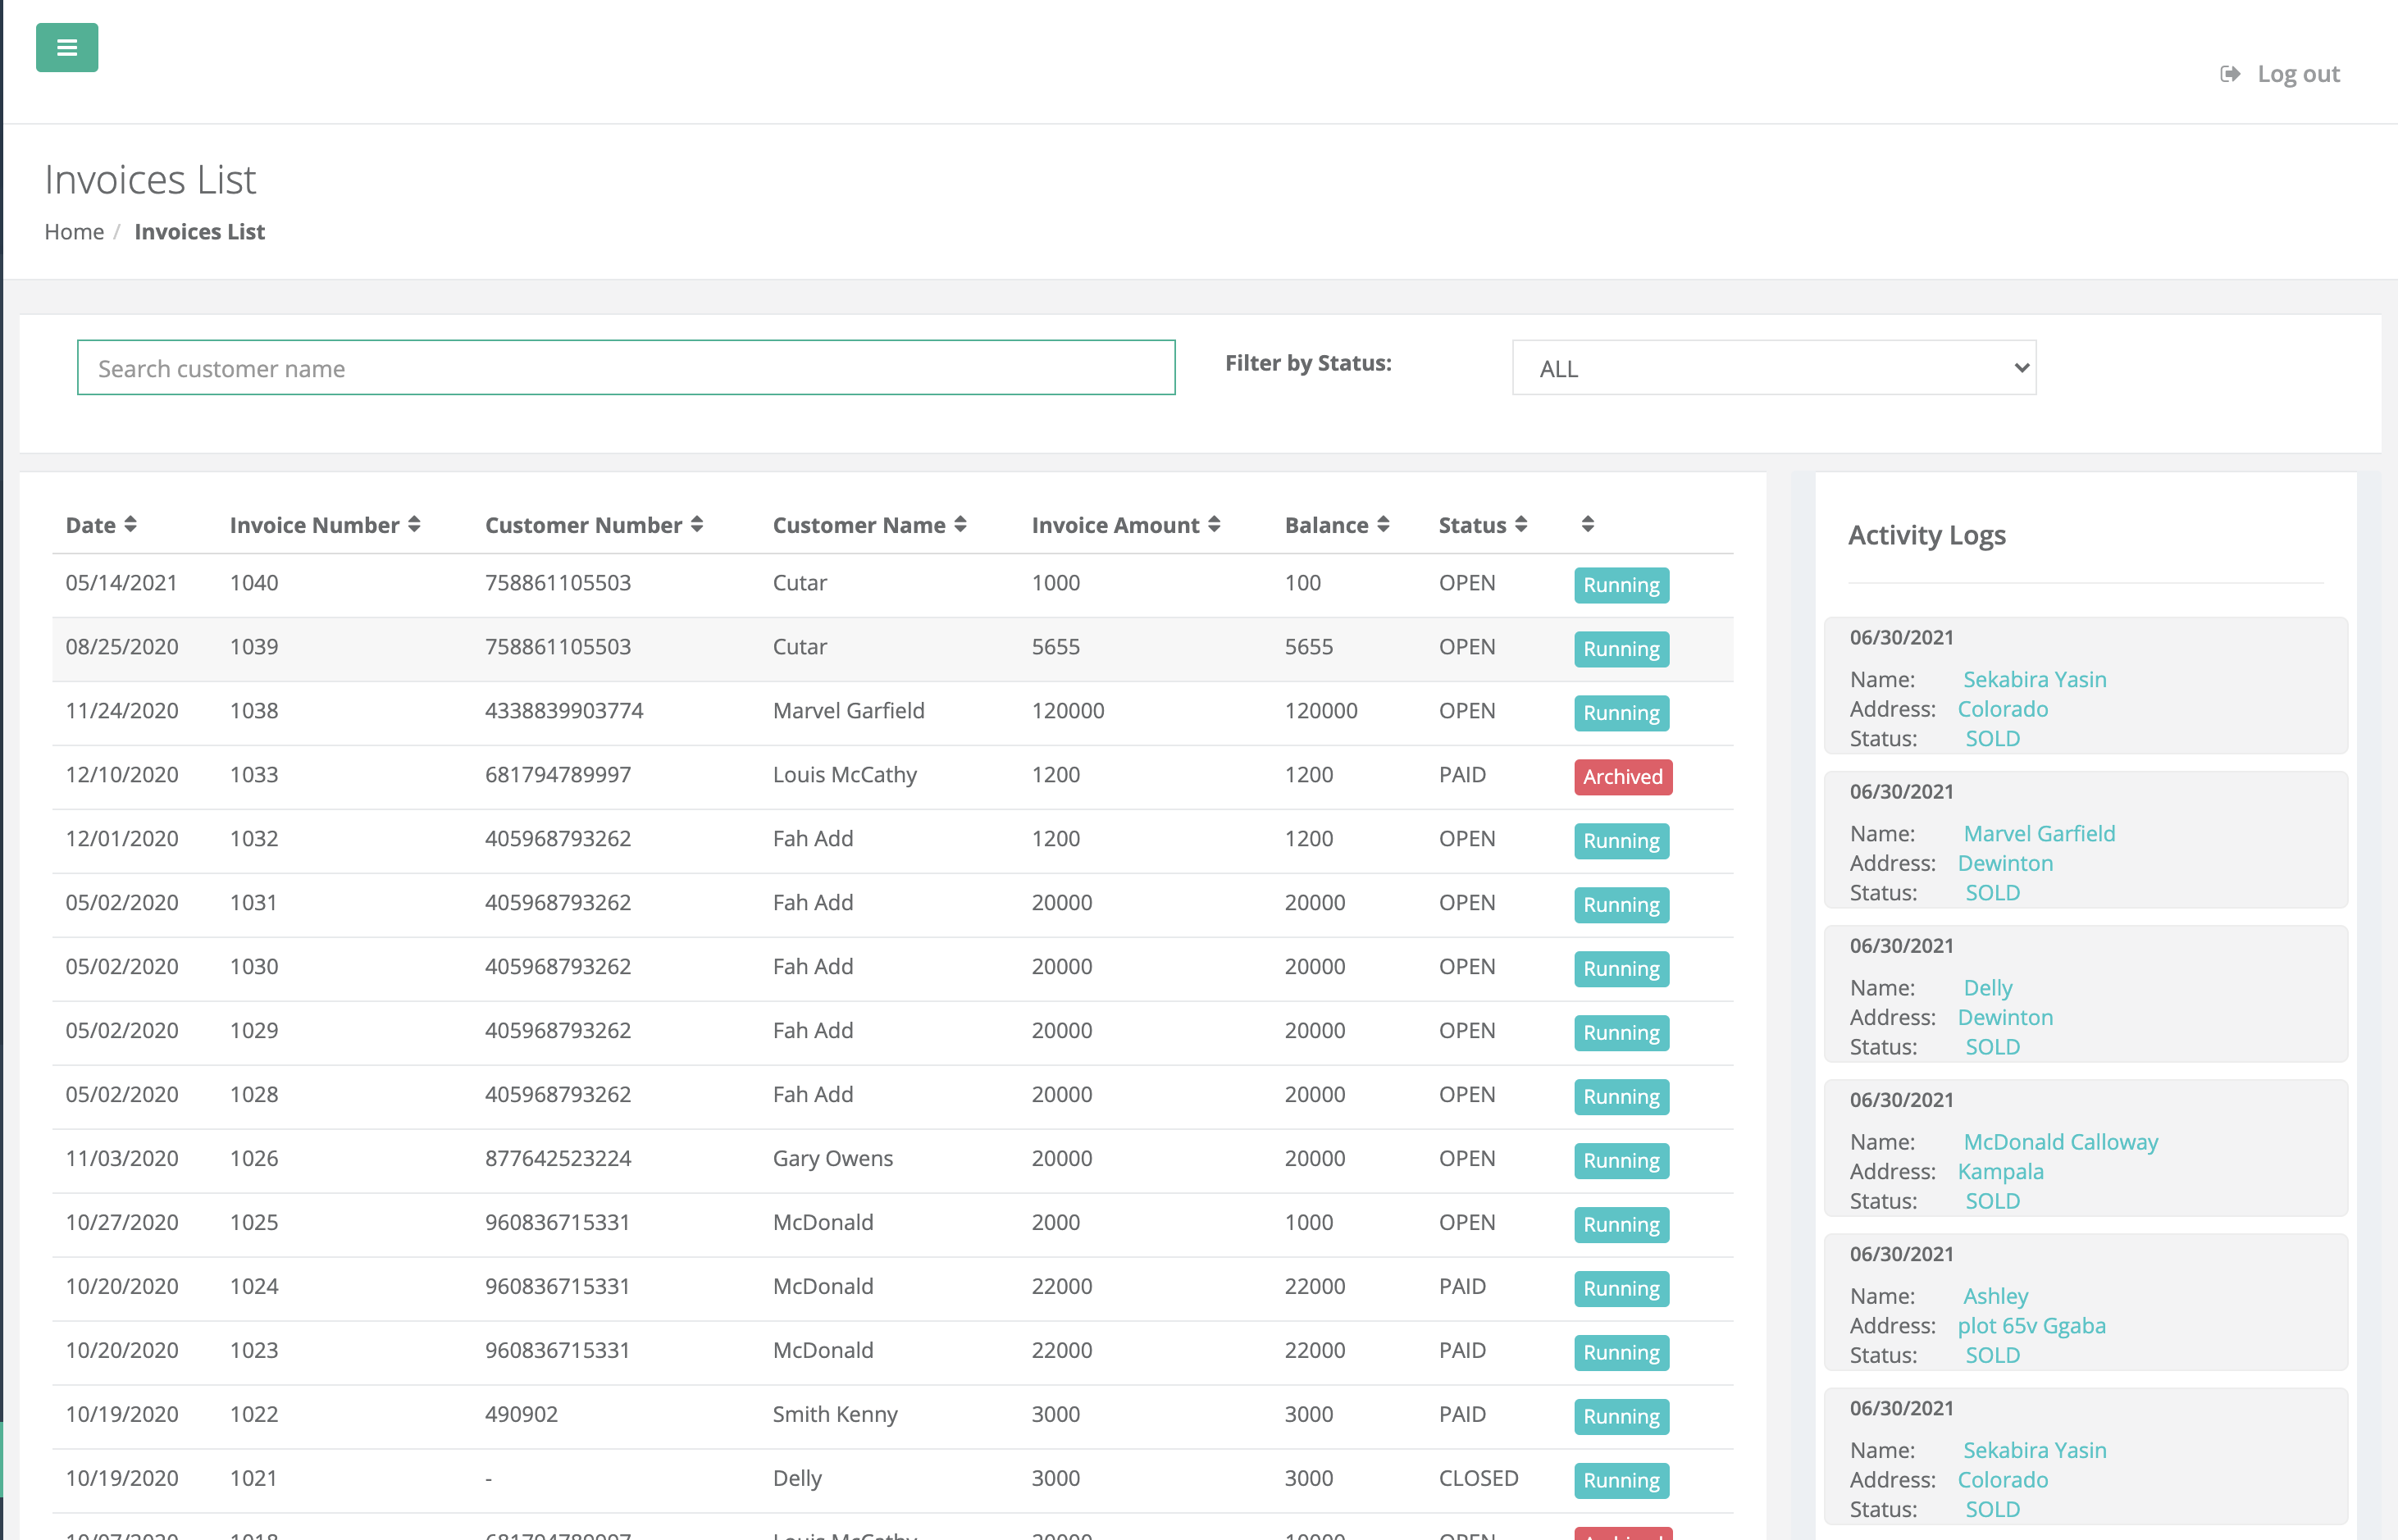 Log out
Invoices List
Home / Invoices List
Search customer name
Filter by Status:
ALL
Date Invoice Number Customer Number Customer Name Invoice Amount Balance Status
05/14/2021 1040 758861105503 Cutar 1000 100 OPEN Running
08/25/2020 1039 758861105503 Cutar 5655 5655 OPEN Running
11/24/2020 1038 4338839903774 Marvel Garfield 120000 120000 OPEN Running
12/10/2020 1033 681794789997 Louis McCathy 1200 1200 PAID Archived
12/01/2020 1032 405968793262 Fah Add 1200 1200 OPEN Running
05/02/2020 1031 405968793262 Fah Add 20000 20000 OPEN Running
05/02/2020 1030 405968793262 Fah Add 20000 20000 OPEN Running
05/02/2020 1029 405968793262 Fah Add 20000 20000 OPEN Running
05/02/2020 1028 405968793262 Fah Add 20000 20000 OPEN Running
11/03/2020 1026 877642523224 Gary Owens 20000 20000 OPEN Running
10/27/2020 1025 960836715331 McDonald 2000 1000 OPEN Running
10/20/2020 1024 960836715331 McDonald 22000 22000 PAID Running
10/20/2020 1023 960836715331 McDonald 22000 22000 PAID Running
10/19/2020 1022 490902 Smith Kenny 3000 3000 PAID Running
10/19/2020 1021 - Delly 3000 3000 CLOSED Running
Activity Logs
06/30/2021
Name: Sekabira Yasin
Address: Colorado
Status: SOLD
06/30/2021
Name: Marvel Garfield
Address: Dewinton
Status: SOLD
06/30/2021
Name: Delly
Address: Dewinton
Status: SOLD
06/30/2021
Name: McDonald Calloway
Address: Kampala
Status: SOLD
06/30/2021
Name: Ashley
Address: plot 65v Ggaba
Status: SOLD
06/30/2021
Name: Sekabira Yasin
Address: Colorado
Status: SOLD